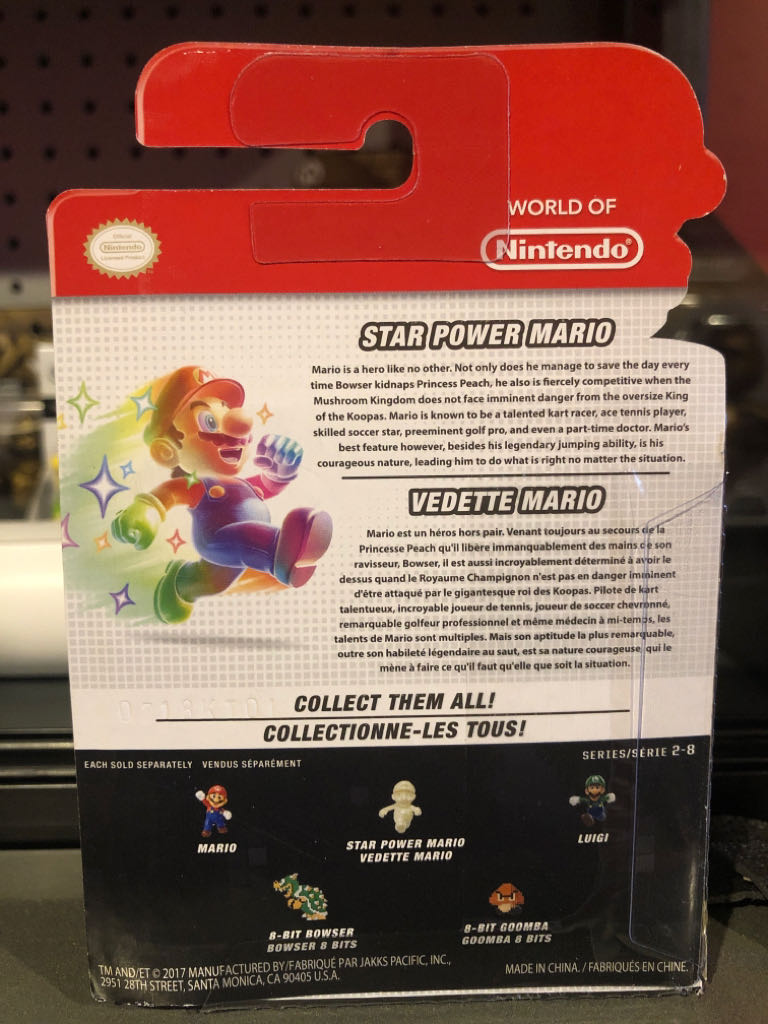 WORLD OF
Nintendo®
Official
Nintendo
Licensed Product
STAR POWER MARIO
Mario is a hero like no other. Not only does he manage to save the day every
time Bowser kidnaps Princess Peach, he also is fiercely competitive when the
Mushroom Kingdom does not face imminent danger from the oversize King
of the Koopas. Mario is known to be a talented kart racer, ace tennis player,
skilled soccer star, preeminent golf pro, and even a part-time doctor. Mario's
best feature however, besides his legendary jumping ability, is his
courageous nature, leading him to do what is right no matter the situation.
VEDETTE MARIO
Mario est un héros hors pair. Venant toujours au secours de la
Princesse Peach qu'il libère immanquablement des mains de son
ravisseur, Bowser, il est aussi incroyablement déterminé à avoir le
dessus quand le Royaume Champignon n'est pas en danger imminent
d'être attaqué par le gigantesque roi des Koopas. Pilote de kart
talentueux, incroyable joueur de tennis, joueur de soccer chevronné,
remarquable golfeur professionnel et même médecin à mi-temps, les
talents de Mario sont multiples. Mais son aptitude la plus remarquable,
outre son habileté légendaire au saut, est sa nature courageuse, qui le
mène à faire ce qu'il faut qu'elle que soit la situation.
COLLECT THEM ALL!
COLLECTIONNE-LES TOUS!
EACH SOLD SEPARATELY VENDUS SÉPARÉMENT
SERIES/SÉRIE 2-8
MARIO
STAR POWER MARIO
VEDETTE MARIO
LUIGI
8-BIT BOWSER
BOWSER 8 BITS
8-BIT GOOMBA
GOOMBA 8 BITS
TM AND/ET © 2017 MANUFACTURED BY/FABRIQUÉ PAR JAKKS PACIFIC, INC.,
2951 28TH STREET, SANTA MONICA, CA 90405 U.S.A.
MADE IN CHINA. / FABRIQUÉS EN CHINE.